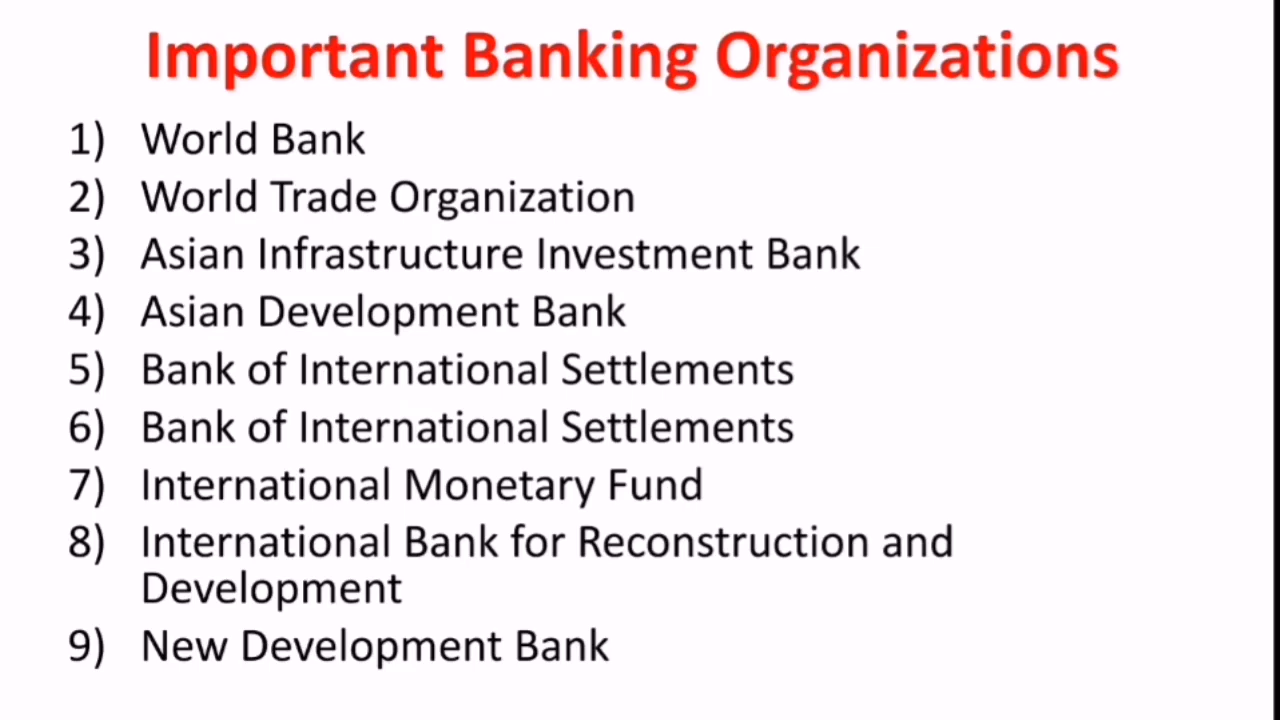 Important Banking Organizations
1) World Bank
2) World Trade Organization
3) Asian Infrastructure Investment Bank
4) Asian Development Bank
5) Bank of International Settlements
6) Bank of International Settlements
7) International Monetary Fund
8) International Bank for Reconstruction and
Development
9) New Development Bank